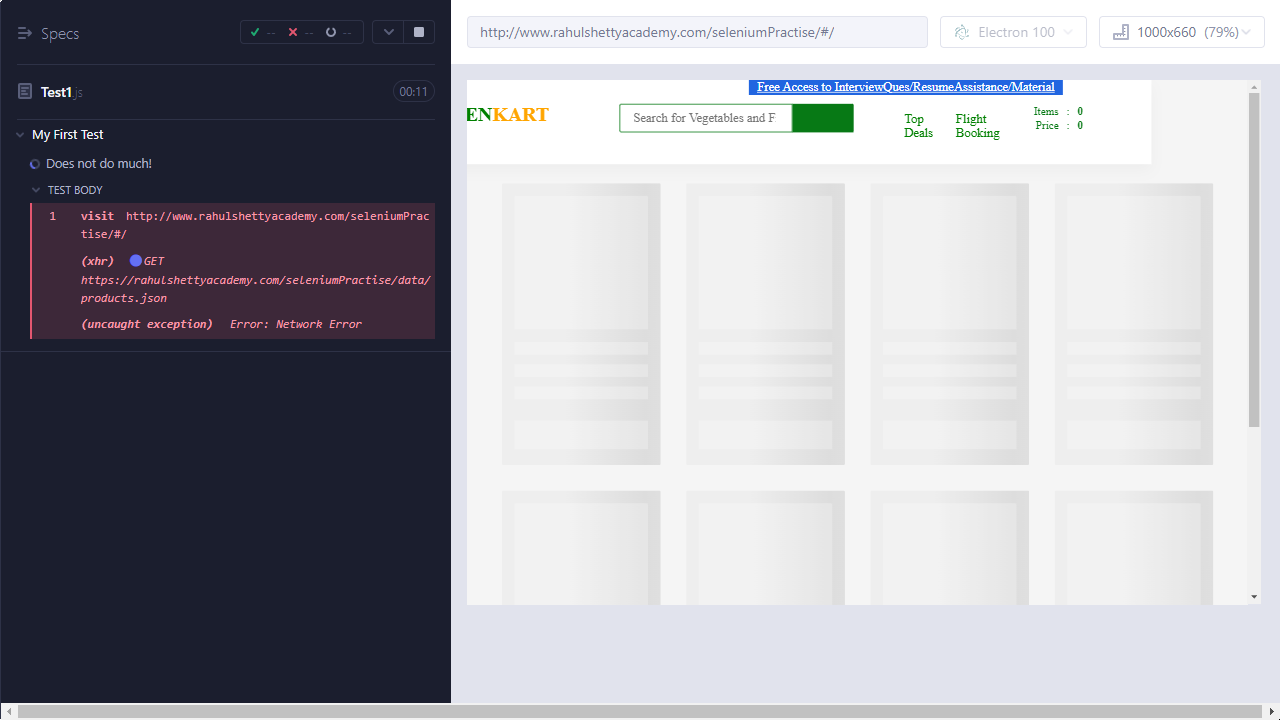 Specs
-- -- --
Test1.js
00:11
My First Test
Does not do much!
TEST BODY
1 visit http://www.rahulshettyacademy.com/seleniumPrac
tise/#/
(xhr) GET
https://rahulshettyacademy.com/seleniumPractise/data/
products.json
(uncaught exception) Error: Network Error
http://www.rahulshettyacademy.com/seleniumPractise/#/
Electron 100
1000x660 (79%)
Free Access to InterviewQues/ResumeAssistance/Material
ENKART
Search for Vegetables and F
Top
Deals
Flight
Booking
Items : 0
Price : 0